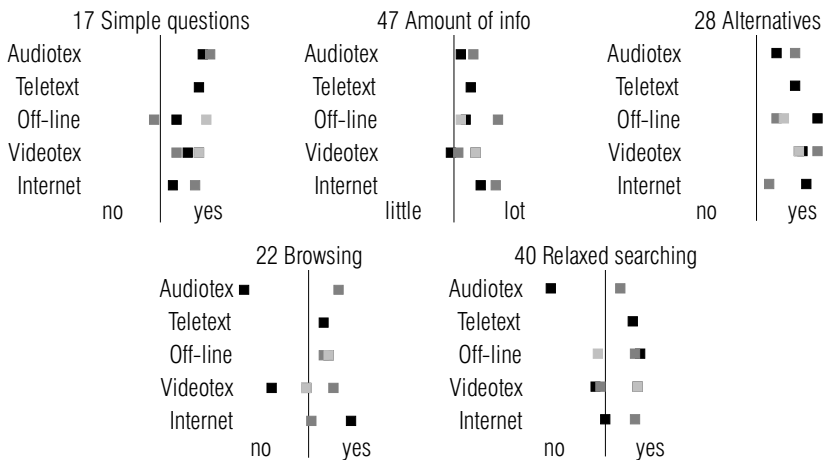 17 Simple questions
Audiotex
Teletext
Off-line
Videotex
Internet
no yes
47 Amount of info
Audiotex
Teletext
Off-line
Videotex
Internet
little lot
28 Alternatives
Audiotex
Teletext
Off-line
Videotex
Internet
no yes
22 Browsing
Audiotex
Teletext
Off-line
Videotex
Internet
no yes
40 Relaxed searching
Audiotex
Teletext
Off-line
Videotex
Internet
no yes